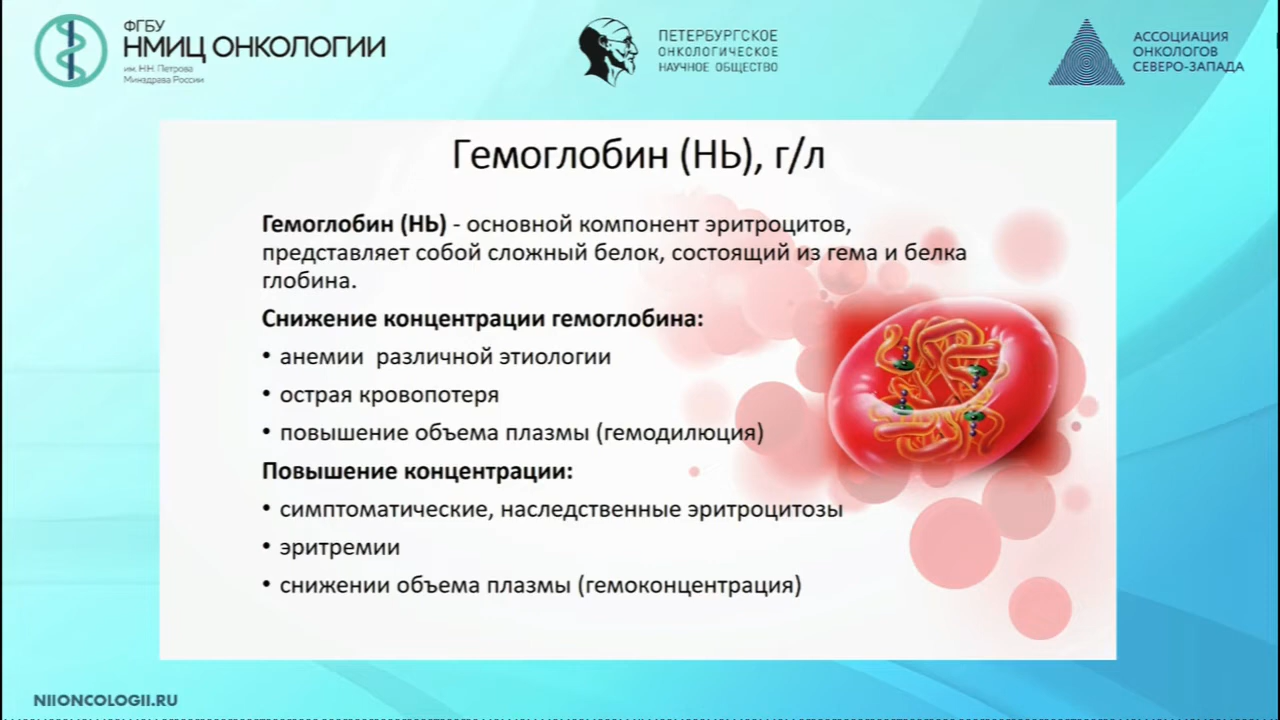 ФГБУ
НМИЦ ОНКОЛОГИИ
им. Н.Н. Петрова
Минздрава России
ПЕТЕРБУРГСКОЕ
ОНКОЛОГИЧЕСКОЕ
НАУЧНОЕ ОБЩЕСТВО
АССОЦИАЦИЯ
ОНКОЛОГОВ
СЕВЕРО-ЗАПАДА
Гемоглобин (НЬ), г/л
Гемоглобин (НЬ) - основной компонент эритроцитов,
представляет собой сложный белок, состоящий из гема и белка
глобина.
Снижение концентрации гемоглобина:
• анемии различной этиологии
• острая кровопотеря
• повышение объема плазмы (гемодилюция)
Повышение концентрации:
• симптоматические, наследственные эритроцитозы
• эритремии
• снижении объема плазмы (гемоконцентрация)
NIIONCOLOGII.RU